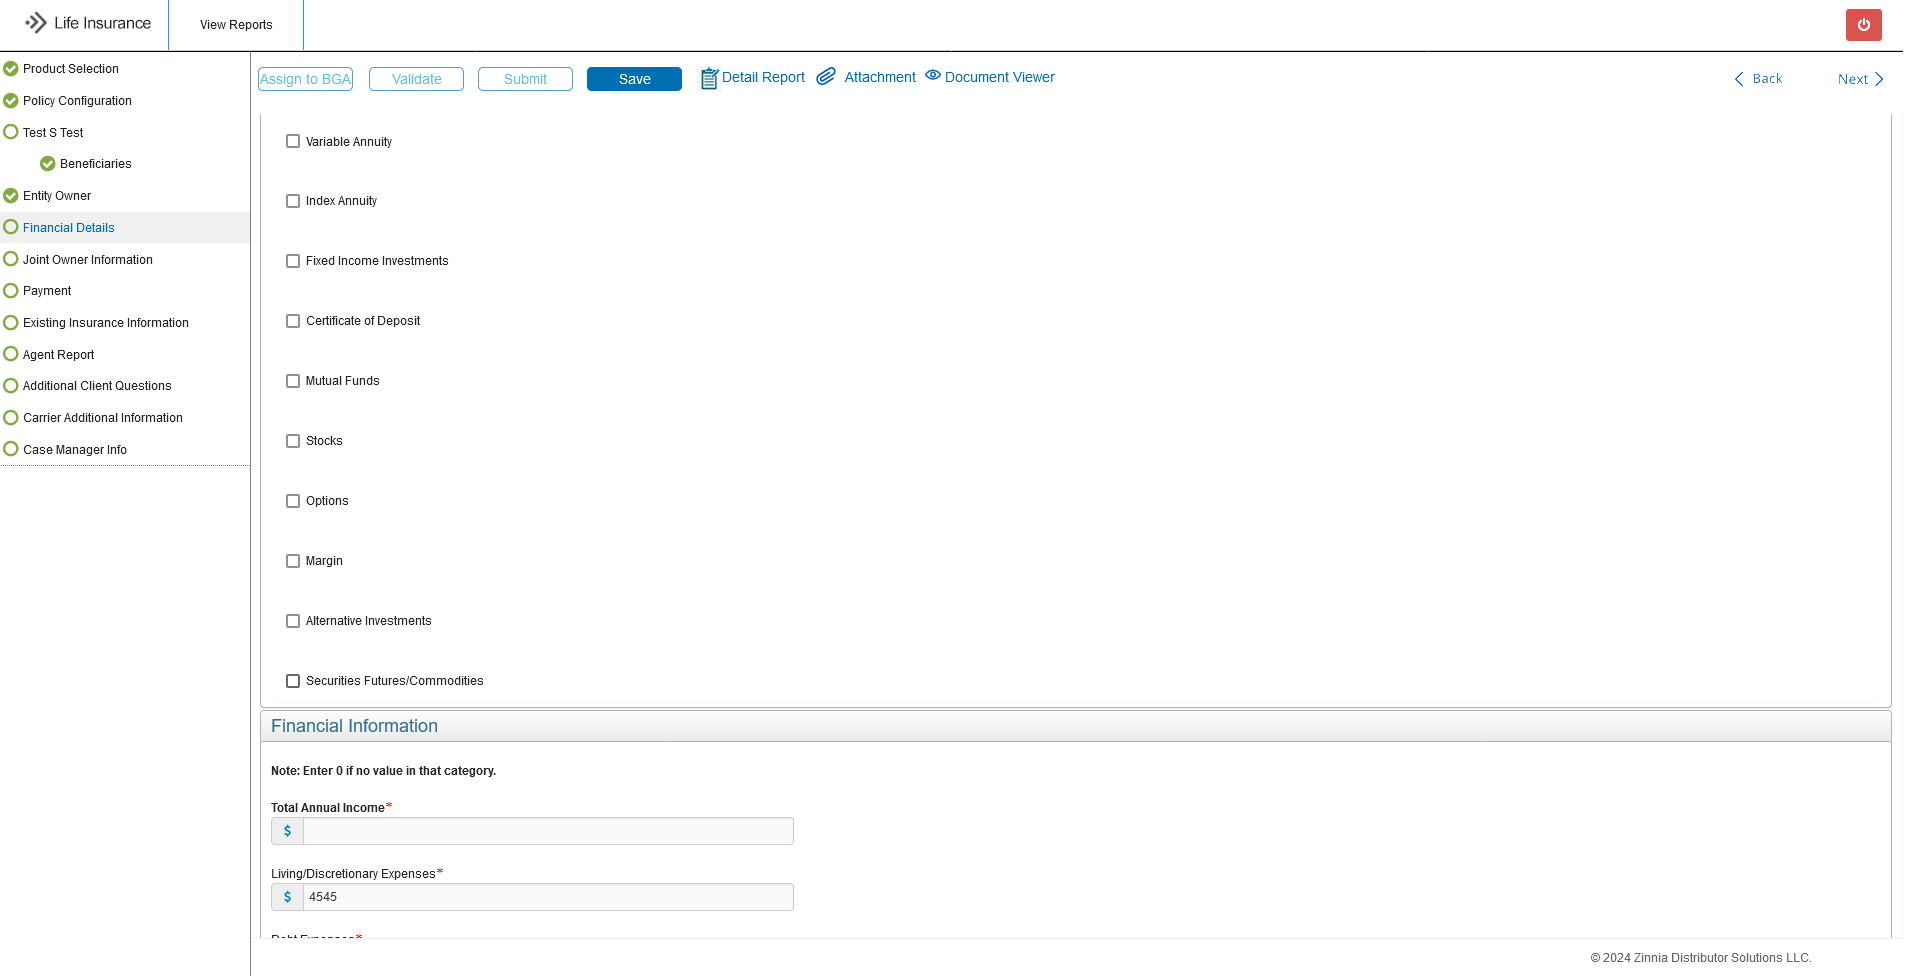 Life Insurance
View Reports
Product Selection
Policy Configuration
Test S Test
Beneficiaries
Entity Owner
Financial Details
Joint Owner Information
Payment
Existing Insurance Information
Agent Report
Additional Client Questions
Carrier Additional Information
Case Manager Info
Assign to BGA
Validate
Submit
Save
Detail Report
Attachment
Document Viewer
Back
Next
Variable Annuity
Index Annuity
Fixed Income Investments
Certificate of Deposit
Mutual Funds
Stocks
Options
Margin
Alternative Investments
Securities Futures/Commodities
Financial Information
Note: Enter 0 if no value in that category.
Total Annual Income*
$
Living/Discretionary Expenses*
$ 4545
Debt Expenses*
© 2024 Zinnia Distributor Solutions LLC.